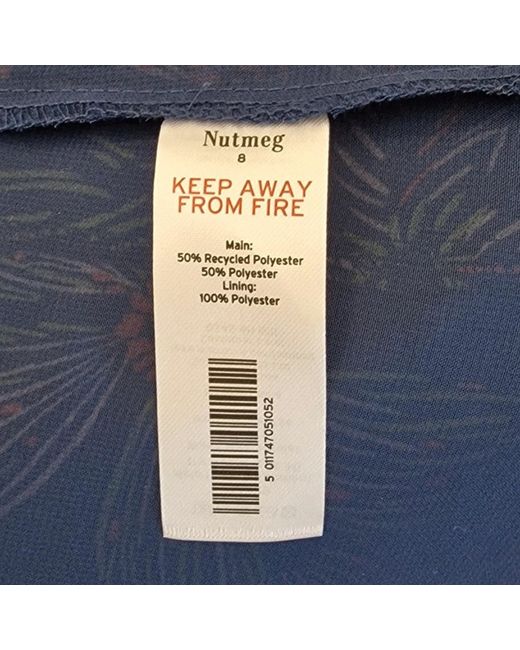 Nutmeg
8
KEEP AWAY
FROM FIRE
Main:
50% Recycled Polyester
50% Polyester
Lining:
100% Polyester
5 011747051052